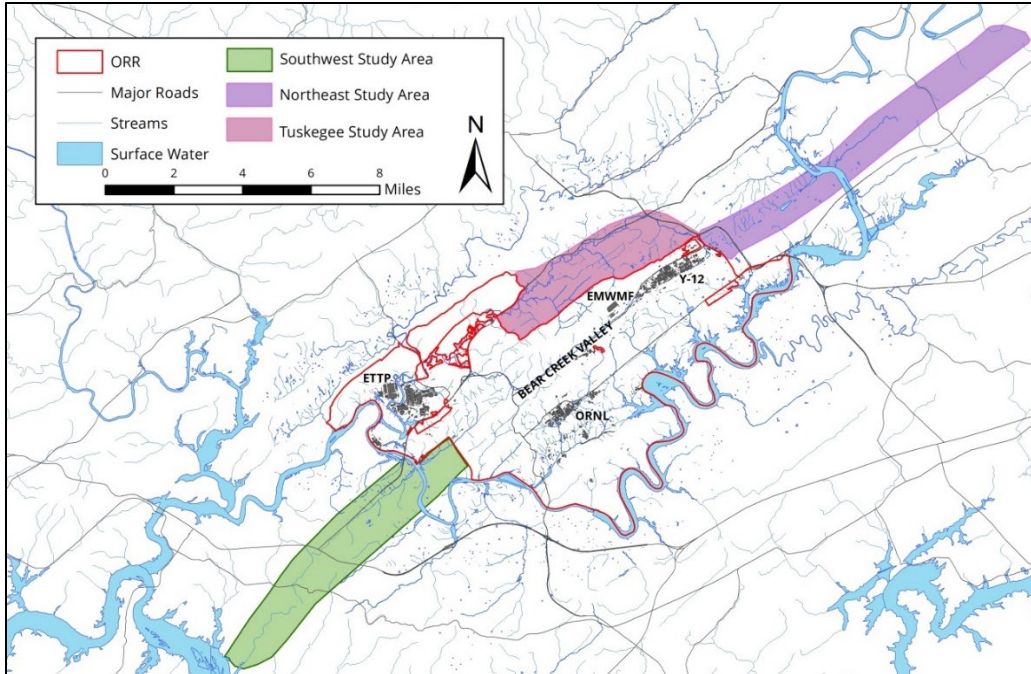 ORR
Major Roads
Streams
Surface Water
Southwest Study Area
Northeast Study Area
Tuskegee Study Area
N
0 2 4 6 8
Miles
Y-12
EMWMF
BEAR CREEK VALLEY
ETTP
ORNL